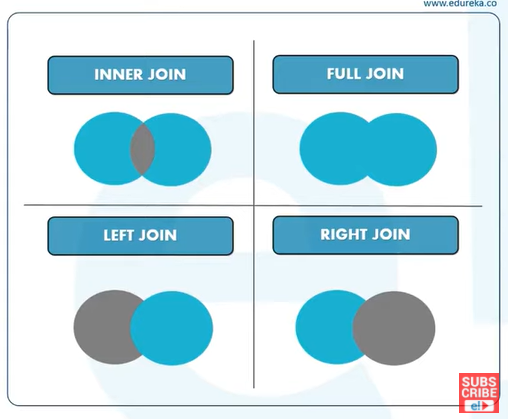 www.edureka.co
INNER JOIN
FULL JOIN
LEFT JOIN
RIGHT JOIN
SUBS
CRIBE
e!